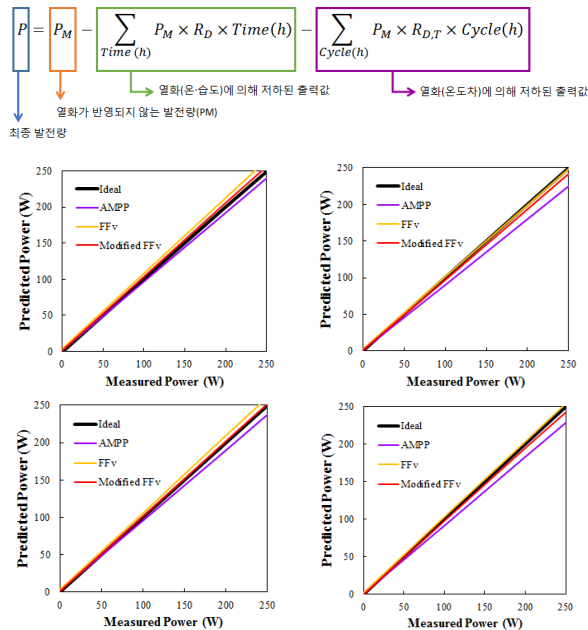 P = P_M − ∑ P_M × R_D × Time(h) − ∑ P_M × R_{D,T} × Cycle(h)
Time(h) Cycle(h)
열화(온·습도)에 의해 저하된 출력값
열화(온도차)에 의해 저하된 출력값
열화가 반영되지 않는 발전량(PM)
최종 발전량
Predicted Power (W)
250
200
150
100
50
0
Ideal
AMPP
FFv
Modified FFv
0 50 100 150 200 250
Measured Power (W)
Predicted Power (W)
250
200
150
100
50
0
Ideal
AMPP
FFv
Modified FFv
0 50 100 150 200 250
Measured Power (W)
Predicted Power (W)
250
200
150
100
50
0
Ideal
AMPP
FFv
Modified FFv
0 50 100 150 200 250
Measured Power (W)
Predicted Power (W)
250
200
150
100
50
0
Ideal
AMPP
FFv
Modified FFv
0 50 100 150 200 250
Measured Power (W)